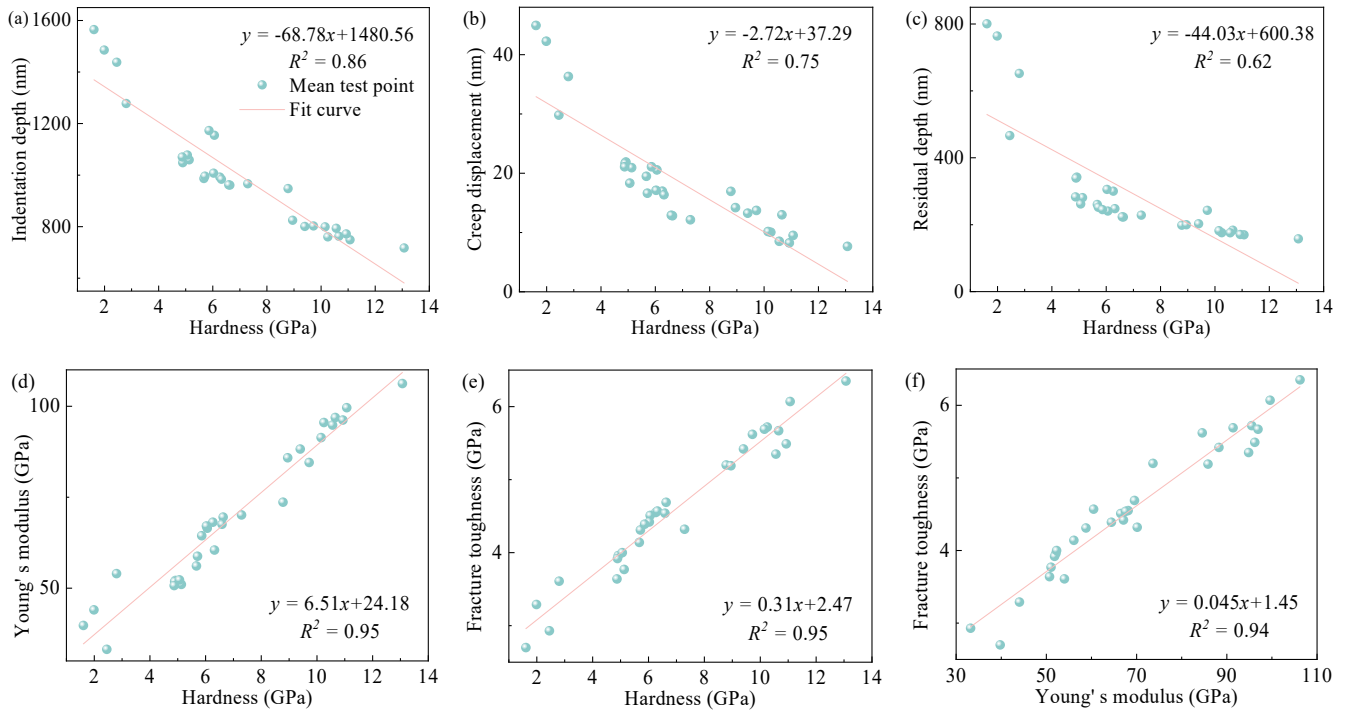 (a)
1600
1200
800
Indentation depth (nm)
y = -68.78x+1480.56
R² = 0.86
Mean test point
Fit curve
2 4 6 8 10 12 14
Hardness (GPa)
(b)
40
20
0
Creep displacement (nm)
y = -2.72x+37.29
R² = 0.75
0 2 4 6 8 10 12 14
Hardness (GPa)
(c)
800
400
0
Residual depth (nm)
y = -44.03x+600.38
R² = 0.62
2 4 6 8 10 12 14
Hardness (GPa)
(d)
100
50
Young' s modulus (GPa)
y = 6.51x+24.18
R² = 0.95
2 4 6 8 10 12 14
Hardness (GPa)
(e)
6
4
Fracture toughness (GPa)
y = 0.31x+2.47
R² = 0.95
0 2 4 6 8 10 12 14
Hardness (GPa)
(f)
6
4
Fracture toughness (GPa)
y = 0.045x+1.45
R² = 0.94
30 50 70 90 110
Young' s modulus (GPa)